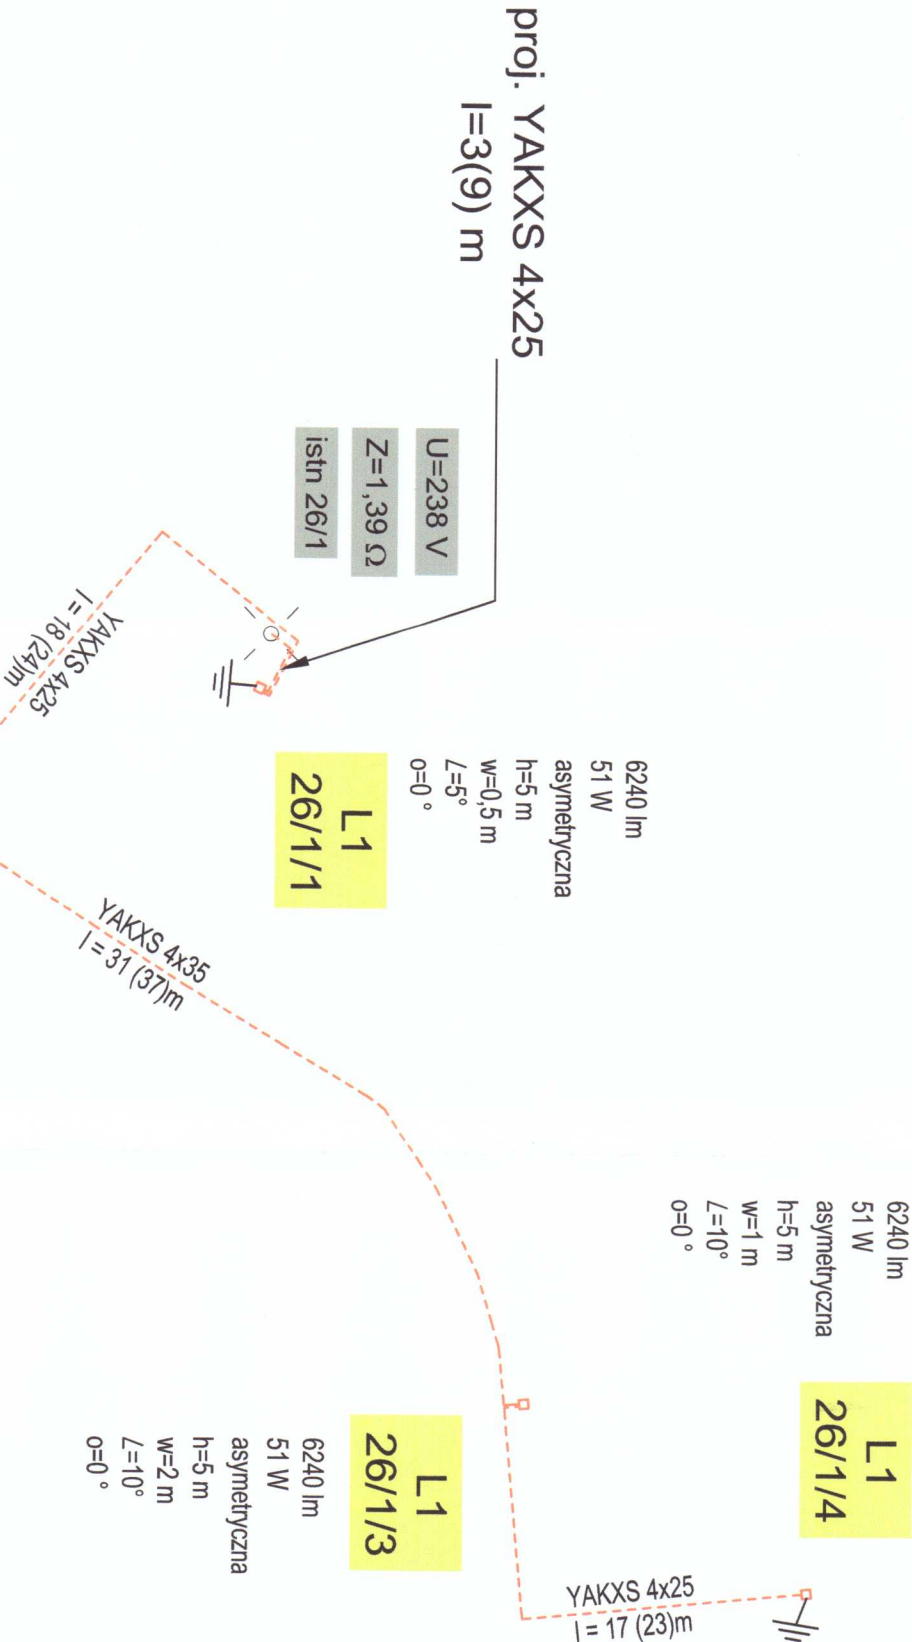 proj. YAKXS 4x25
l=3(9) m
U=238 V
Z=1,39 Ω
istn 26/1
YAKXS 4x25
l = 18 (24)m
6240 lm
51 W
asymetryczna
h=5 m
w=0,5 m
∠=5°
o=0 °
L1
26/1/1
YAKXS 4x35
l = 31 (37)m
6240 lm
51 W
asymetryczna
h=5 m
w=1 m
∠=10°
o=0 °
L1
26/1/4
L1
26/1/3
6240 lm
51 W
asymetryczna
h=5 m
w=2 m
∠=10°
o=0 °
YAKXS 4x25
l = 17 (23)m